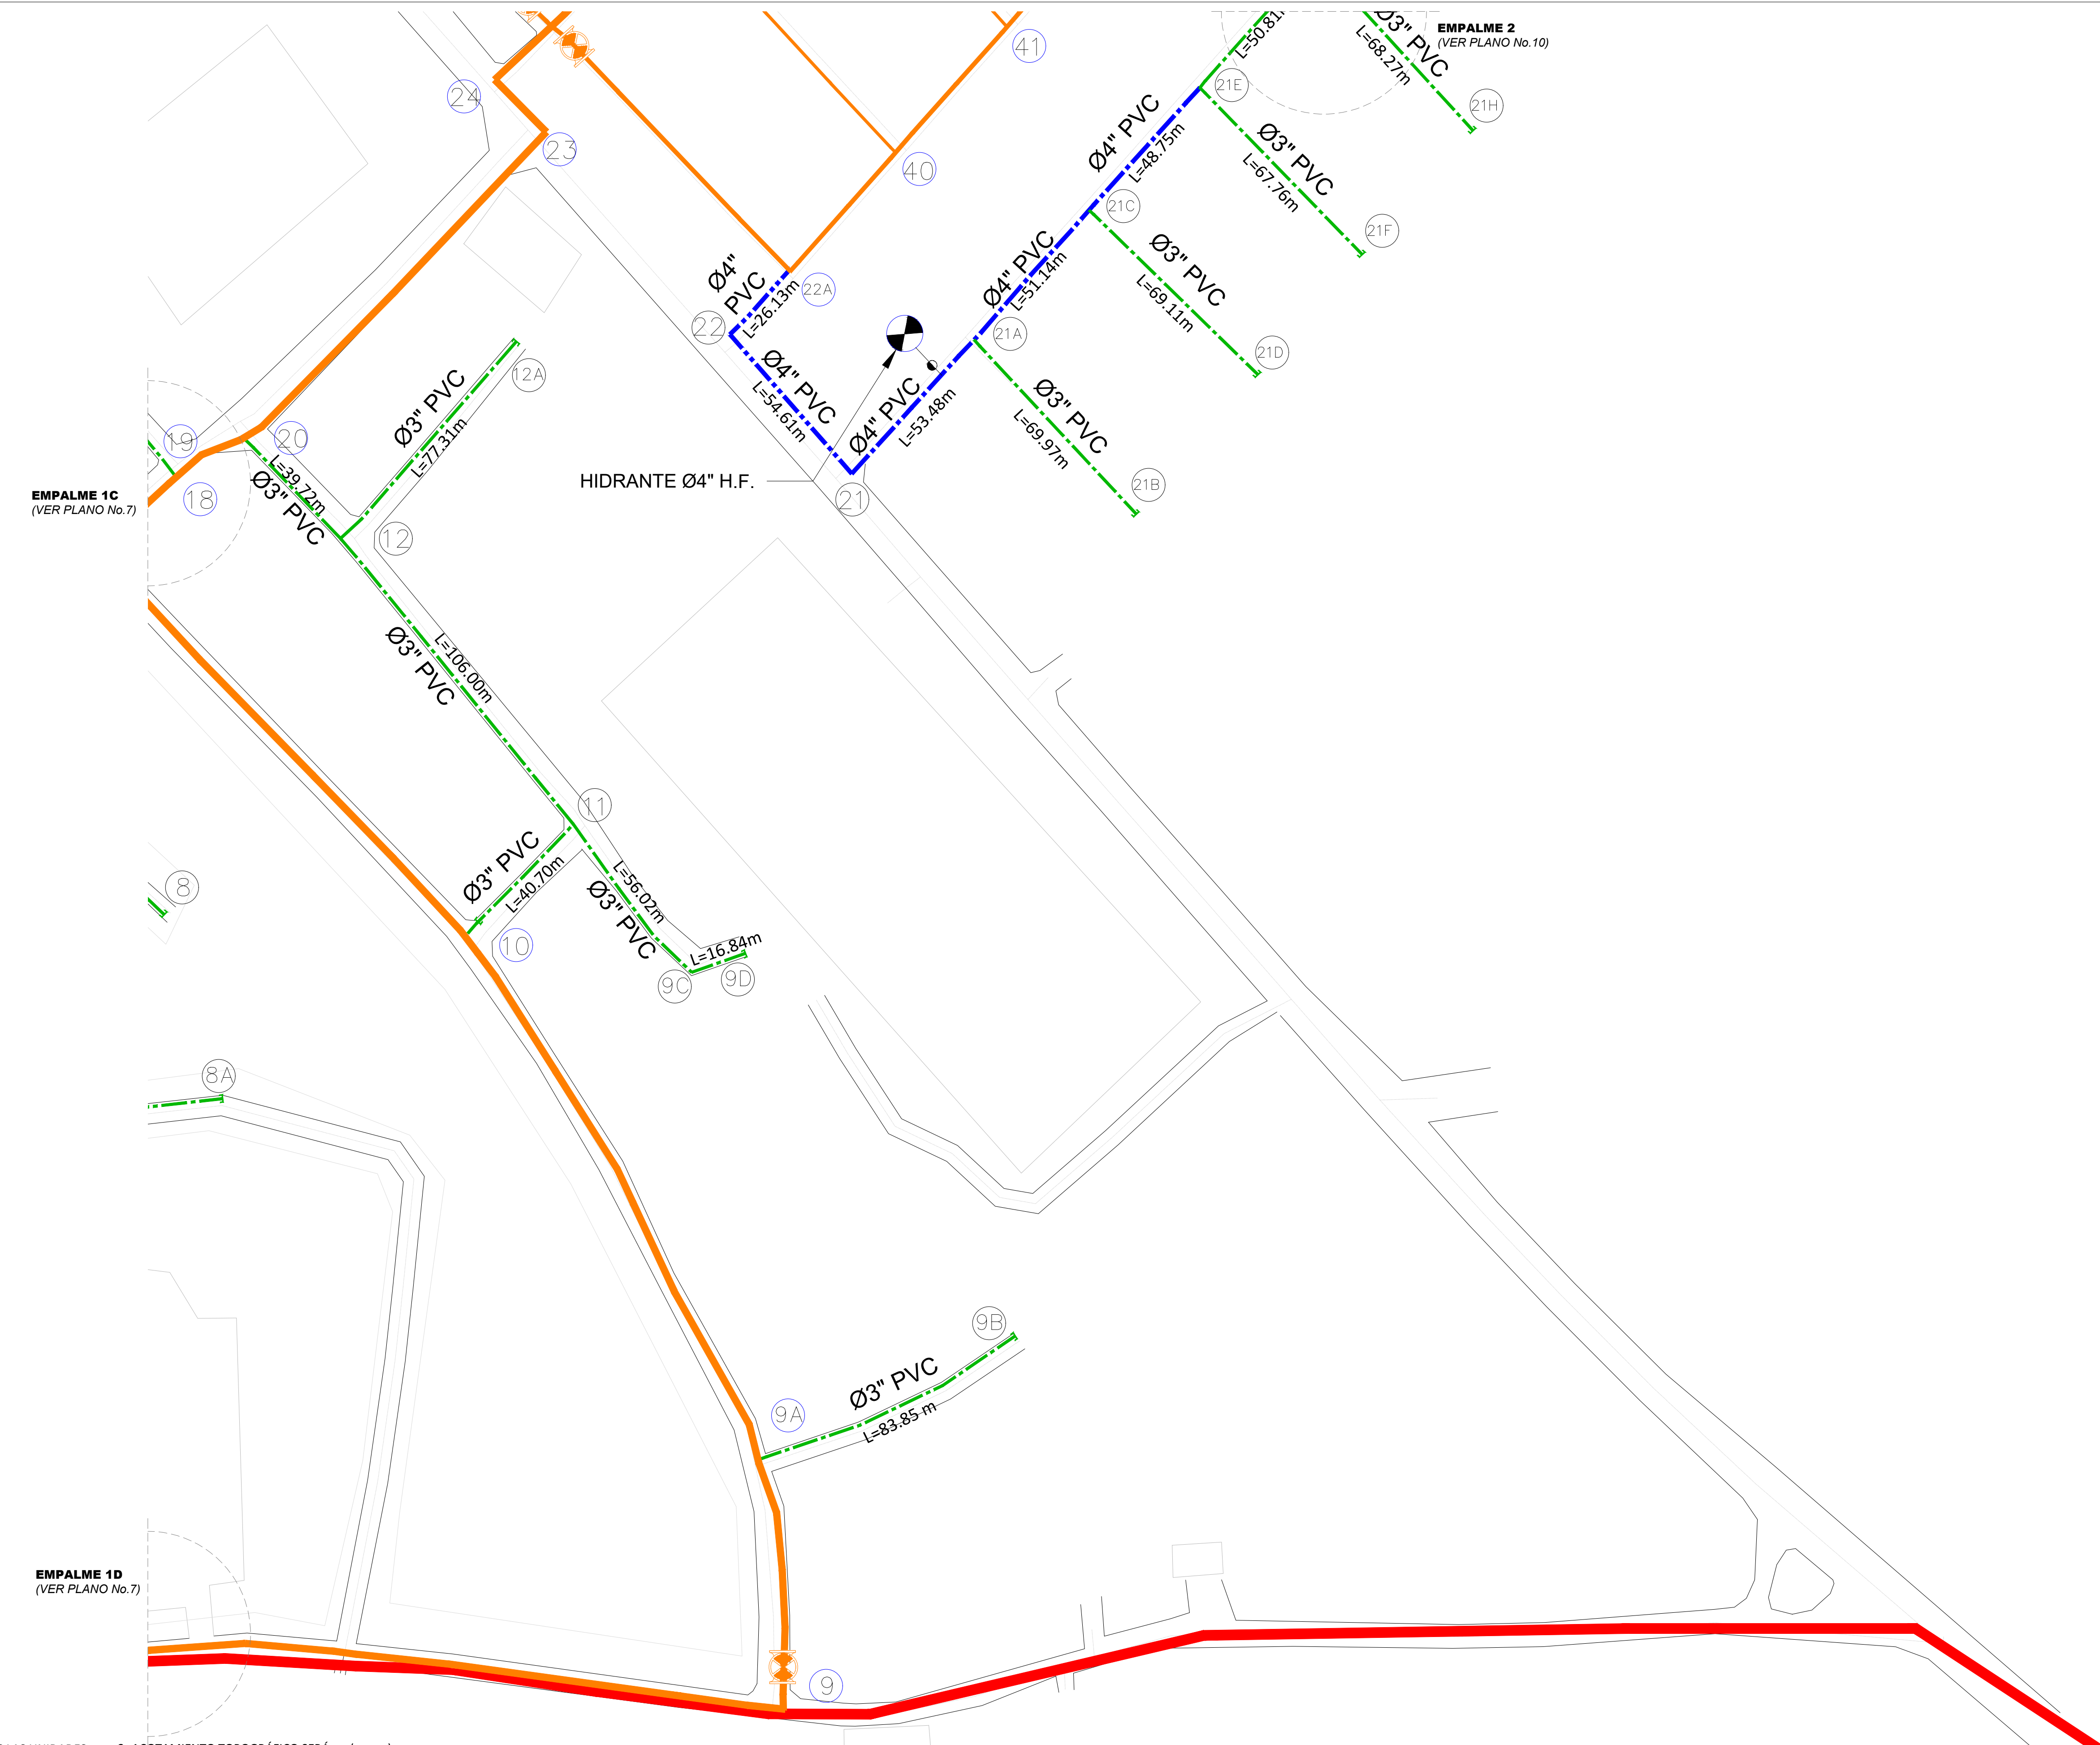 EMPALME 2
(VER PLANO No.10)
41
24
23
40
L=50.81
Ø3" PVC
L=68.27m
21H
21E
Ø4" PVC
L=48.75m
Ø3" PVC
L=67.76m
21F
21C
Ø4" PVC
L=51.14m
Ø3" PVC
L=69.11m
21D
Ø4"
PVC
L=26.13m
22A
22
21A
Ø4" PVC
L=54.61m
Ø4" PVC
L=53.48m
Ø3" PVC
L=69.97m
21B
12A
Ø3" PVC
L=77.31m
19
20
18
L=39.72m
Ø3" PVC
HIDRANTE Ø4" H.F.
21
EMPALME 1C
(VER PLANO No.7)
12
L=106.00m
Ø3" PVC
11
8
Ø3" PVC
L=40.70m
L=56.02m
Ø3" PVC
10
L=16.84m
9C
9D
8A
9B
9A
Ø3" PVC
L=83.85 m
EMPALME 1D
(VER PLANO No.7)
9